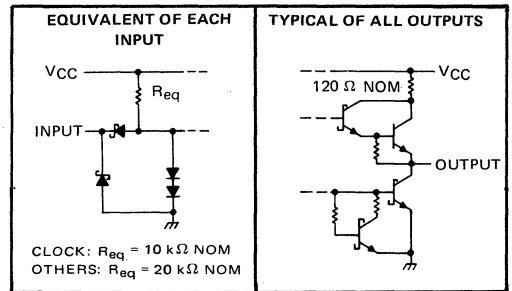 EQUIVALENT OF EACH
INPUT
VCC
Req
INPUT
CLOCK: Req = 10 kΩ NOM
OTHERS: Req = 20 kΩ NOM
TYPICAL OF ALL OUTPUTS
VCC
120 Ω NOM
OUTPUT